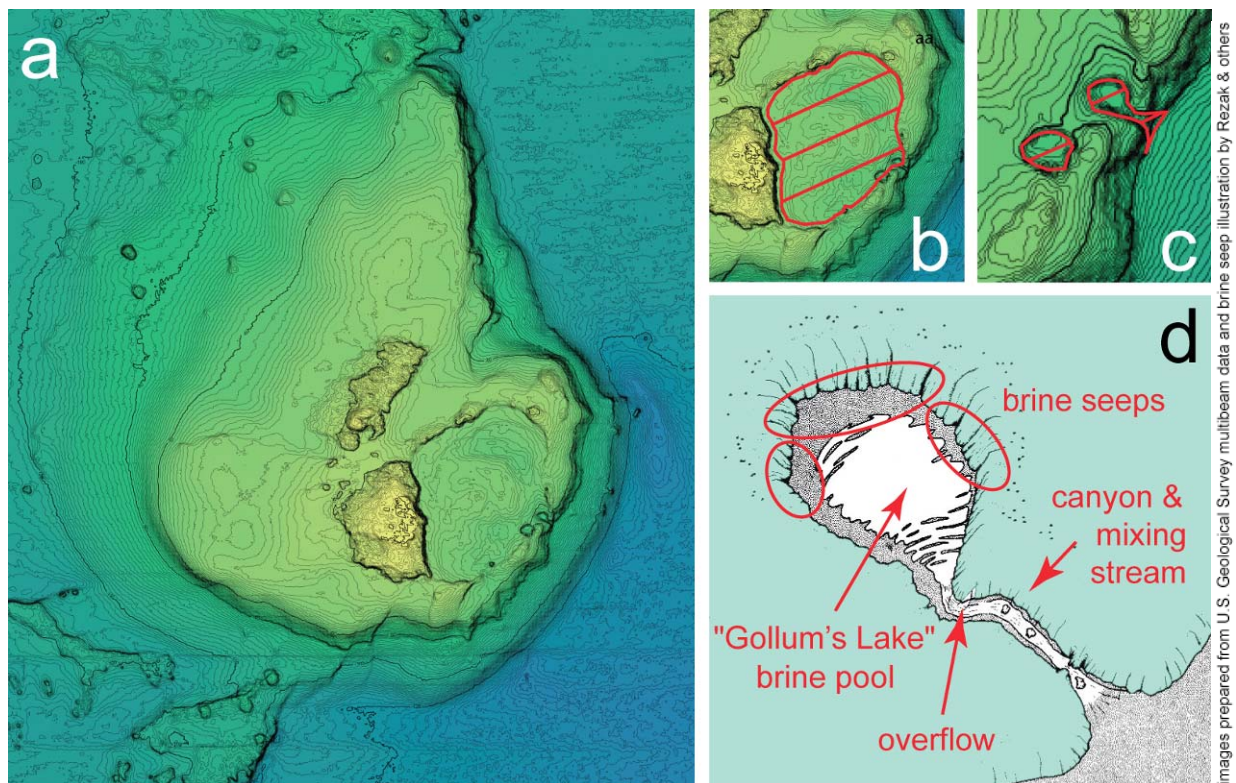 a
aa
b
c
d
brine seeps
canyon &
mixing
stream
"Gollum's Lake"
brine pool
overflow
images prepared from U.S. Geological Survey multibeam data and brine seep illustration by Rezak & others